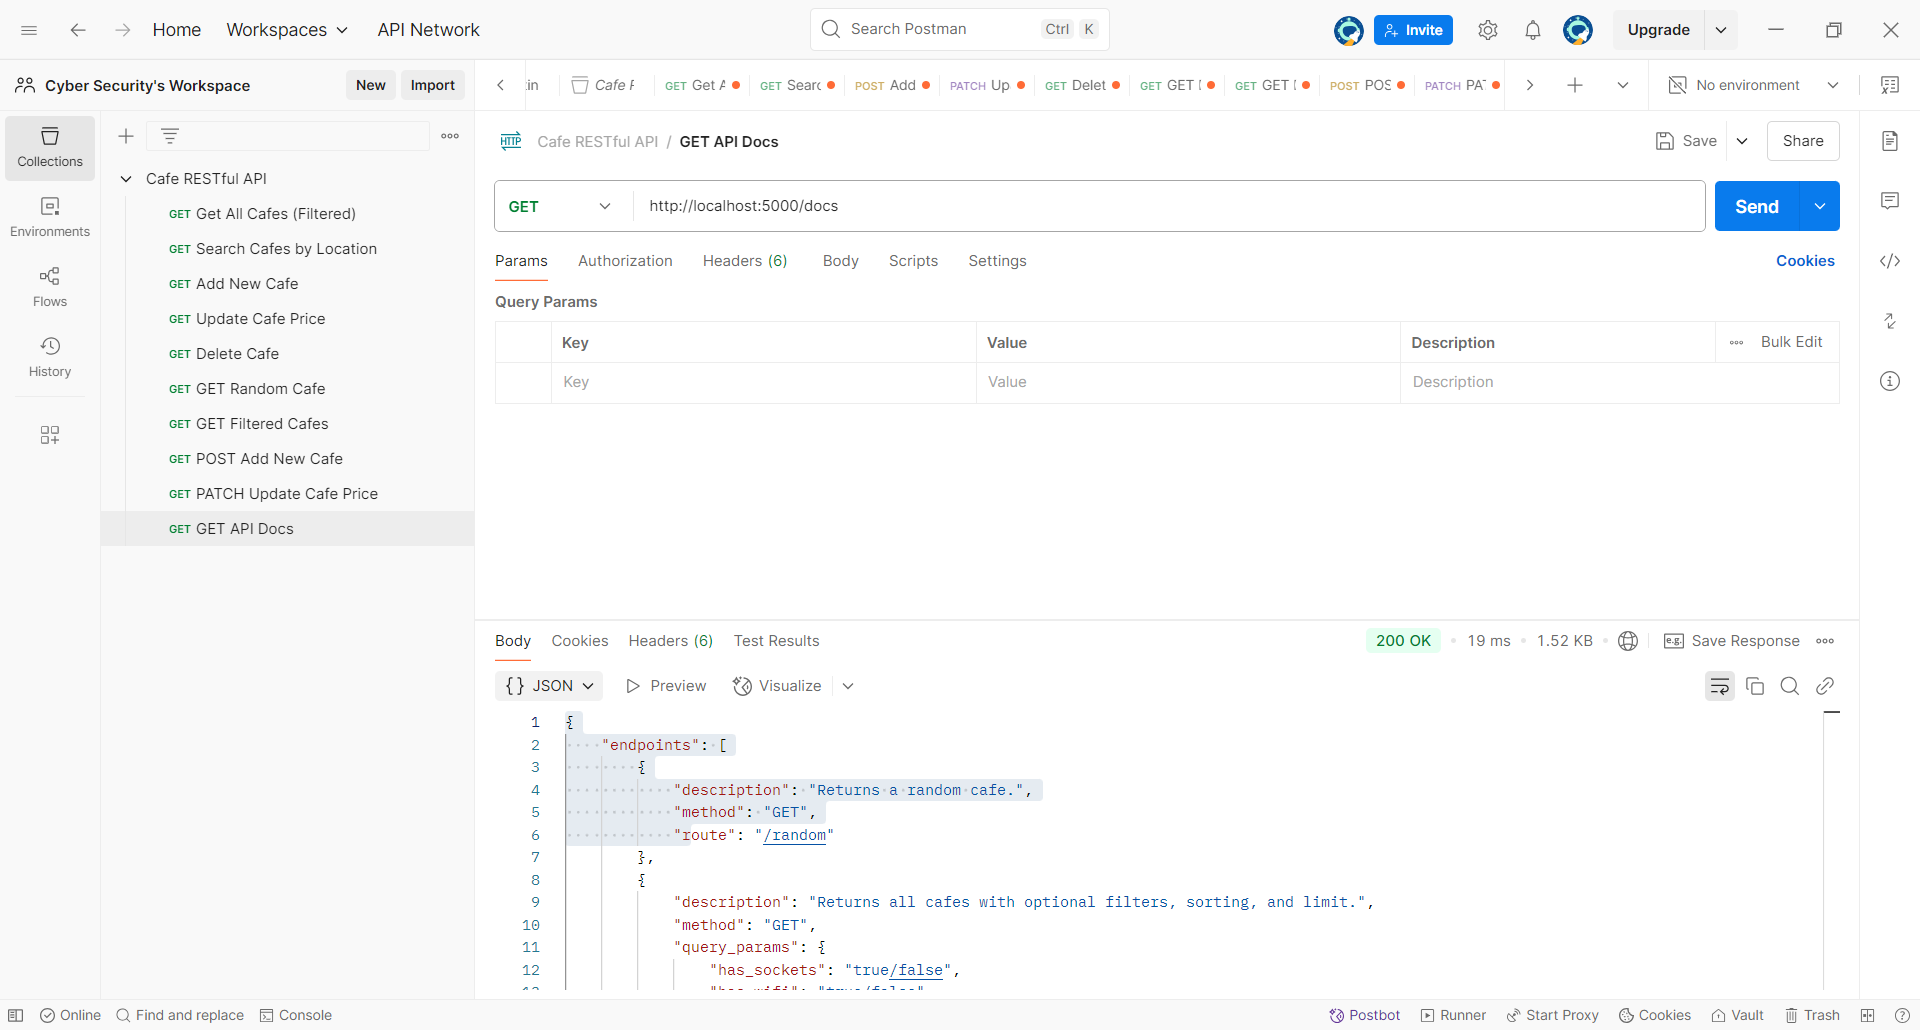 Home
Workspaces
API Network
Search Postman
Ctrl
K
Invite
Upgrade
Cyber Security's Workspace
New
Import
Cafe
GET Get
GET Sear
POST Add
PATCH Up
GET Delet
GET GET
GET GET
POST POS
PATCH PA
No environment
Collections
Environments
Flows
History
Cafe RESTful API
GET Get All Cafes (Filtered)
GET Search Cafes by Location
GET Add New Cafe
GET Update Cafe Price
GET Delete Cafe
GET GET Random Cafe
GET GET Filtered Cafes
GET POST Add New Cafe
GET PATCH Update Cafe Price
GET GET API Docs
HTTP Cafe RESTful API / GET API Docs
Save
Share
GET
http://localhost:5000/docs
Send
Params
Authorization
Headers (6)
Body
Scripts
Settings
Cookies
Query Params
Key
Value
Description
Bulk Edit
Key
Value
Description
Body
Cookies
Headers (6)
Test Results
200 OK
19 ms
1.52 KB
e.g. Save Response
{} JSON
Preview
Visualize
1 {
2 "endpoints": [
3 {
4 "description": "Returns a random cafe.",
5 "method": "GET",
6 "route": "/random"
7 },
8 {
9 "description": "Returns all cafes with optional filters, sorting, and limit.",
10 "method": "GET",
11 "query_params": {
12 "has_sockets": "true/false",
Online
Find and replace
Console
Postbot
Runner
Start Proxy
Cookies
Vault
Trash